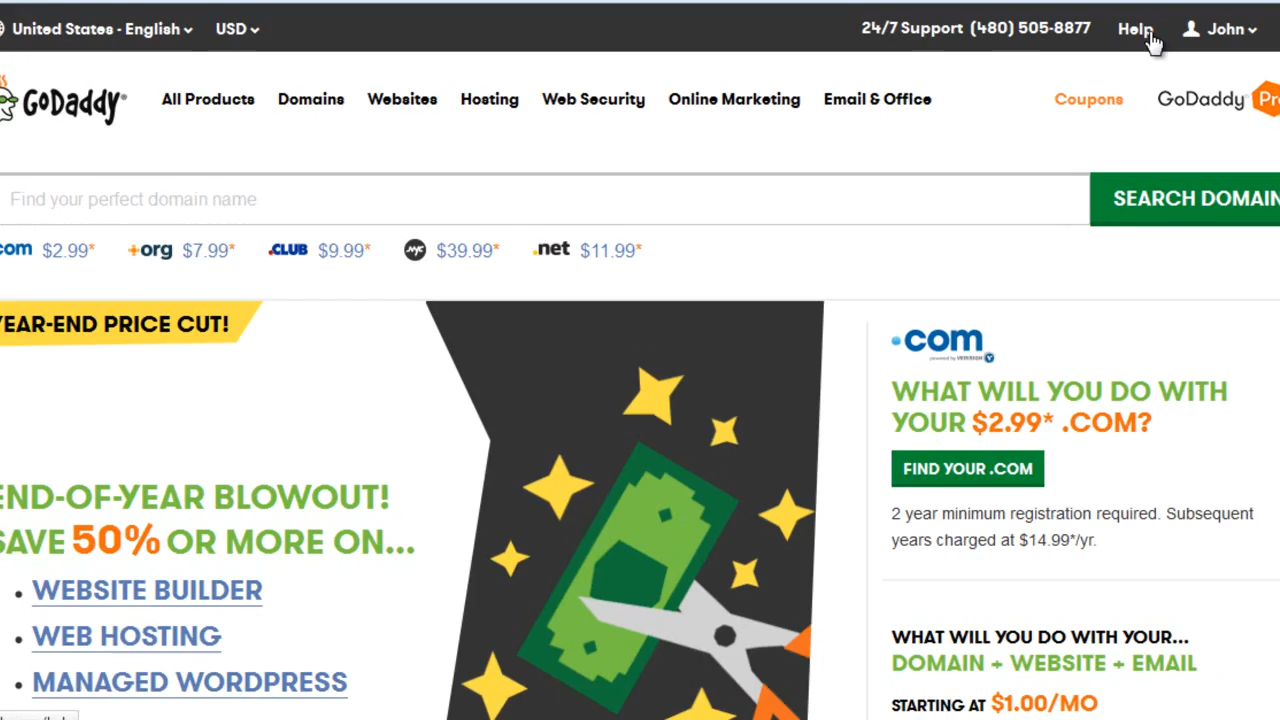 United States - English USD 24/7 Support (480) 505-8877 Help John
GoDaddy® All Products Domains Websites Hosting Web Security Online Marketing Email & Office Coupons GoDaddy Pro
Find your perfect domain name SEARCH DOMAIN
com $2.99* +org $7.99* .CLUB $9.99* $39.99* .net $11.99*
YEAR-END PRICE CUT!
.com
powered by VERISIGN
WHAT WILL YOU DO WITH
YOUR $2.99* .COM?
FIND YOUR .COM
2 year minimum registration required. Subsequent
years charged at $14.99*/yr.
END-OF-YEAR BLOWOUT!
SAVE 50% OR MORE ON...
• WEBSITE BUILDER
• WEB HOSTING
• MANAGED WORDPRESS
WHAT WILL YOU DO WITH YOUR...
DOMAIN + WEBSITE + EMAIL
STARTING AT $1.00/MO